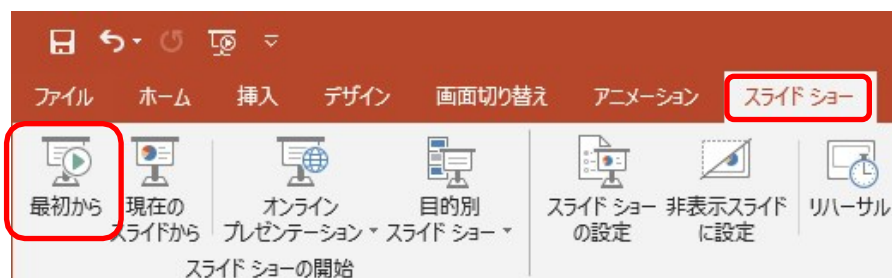 ファイル ホーム 挿入 デザイン 画面切り替え アニメーション スライド ショー
最初から 現在の オンライン 目的別 スライド ショー 非表示スライド リハーサル
スライドから プレゼンテーション スライド ショー の設定 に設定
スライド ショーの開始